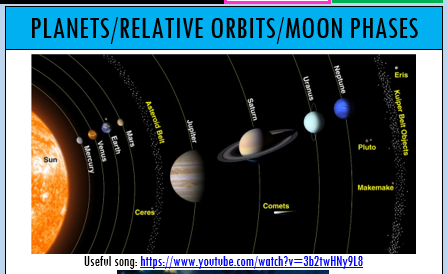 PLANETS/RELATIVE ORBITS/MOON PHASES
Sun
Mercury
Venus
Earth
Mars
Asteroid Belt
Ceres
Jupiter
Saturn
Comets
Uranus
Neptune
Eris
Kuiper Belt Objects
Pluto
Makemake
Useful song: https://www.youtube.com/watch?v=3b2twHNy9L8